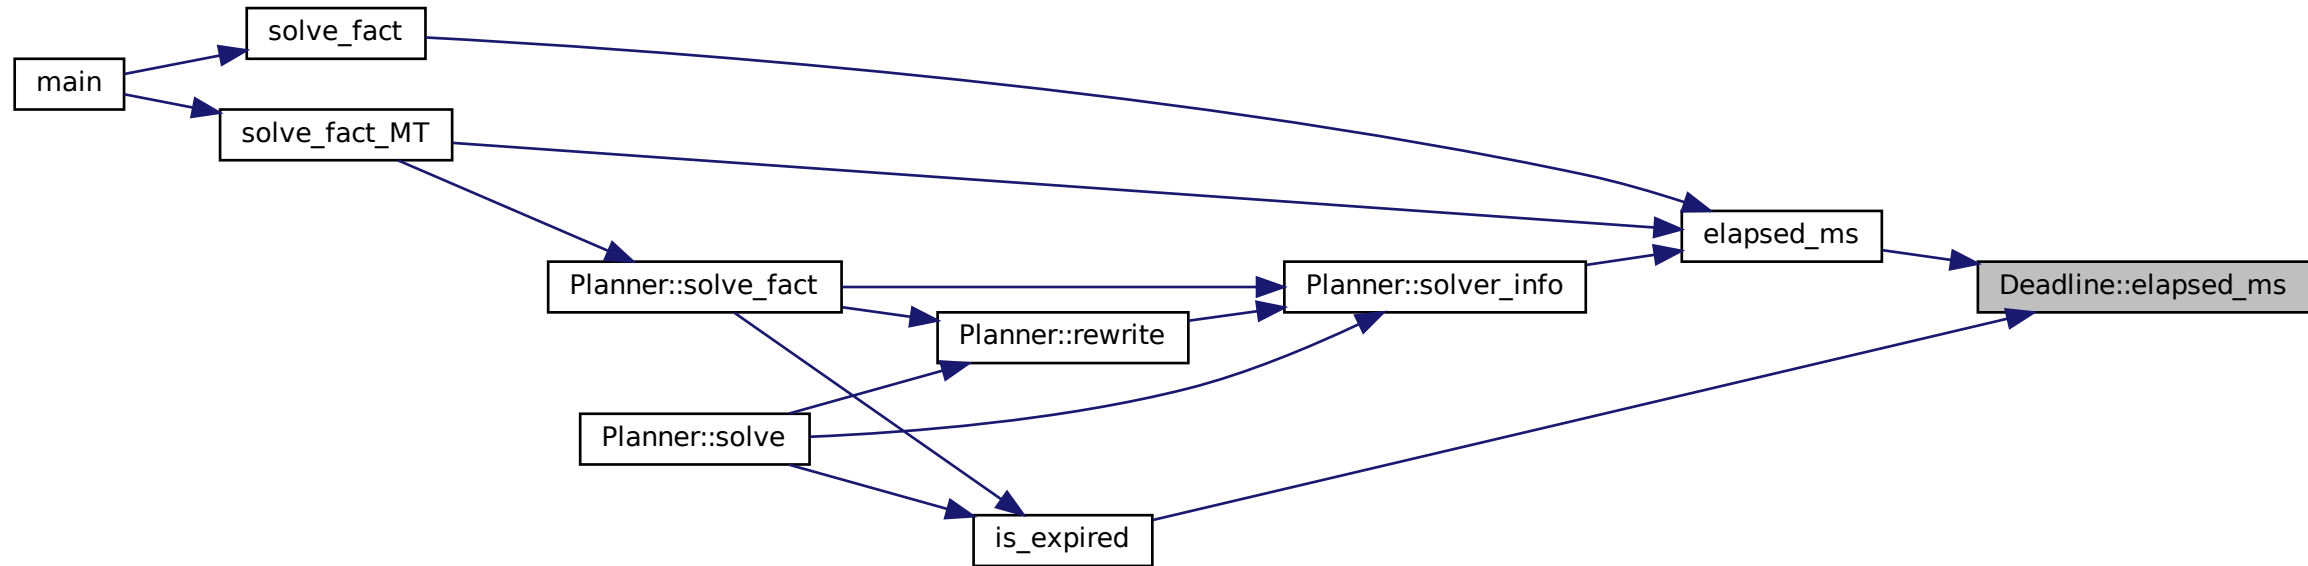 solve_fact
main
solve_fact_MT
elapsed_ms
Planner::solve_fact
Planner::solver_info
Deadline::elapsed_ms
Planner::rewrite
Planner::solve
is_expired